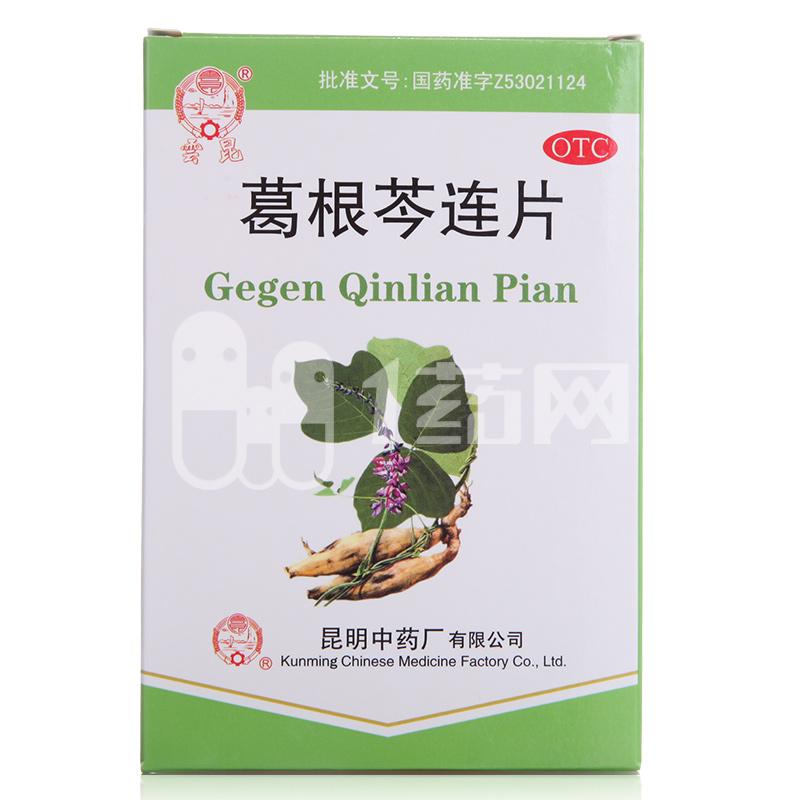 批准文号:国药准字Z53021124
®
雲昆
OTC
葛根芩连片
Gegen Qinlian Pian
1药网
昆明中药厂有限公司
®
Kunming Chinese Medicine Factory Co., Ltd.